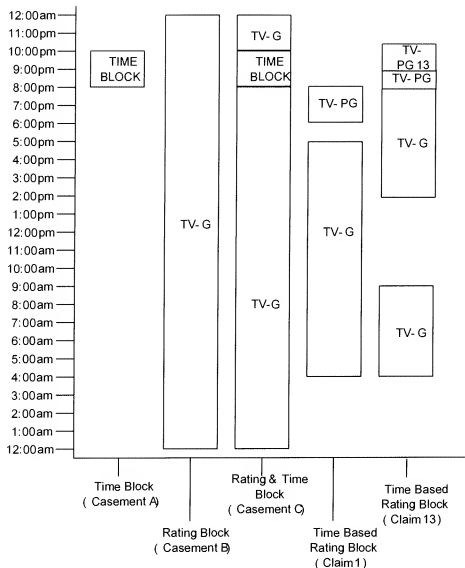 12:00am
11:00pm
10:00pm
9:00pm
8:00pm
7:00pm
6:00pm
5:00pm
4:00pm
3:00pm
2:00pm
1:00pm
12:00pm
11:00am
10:00am
9:00am
8:00am
7:00am
6:00am
5:00am
4:00am
3:00am
2:00am
1:00am
12:00am
TIME
BLOCK
TV-G
TV-G
TIME
BLOCK
TV-G
TV-PG
TV-G
TV-
PG 13
TV-PG
TV-G
TV-G
Time Block
(Casement A)
Rating Block
(Casement B)
Rating & Time
Block
(Casement C)
Time Based
Rating Block
(Claim1)
Time Based
Rating Block
(Claim 13)